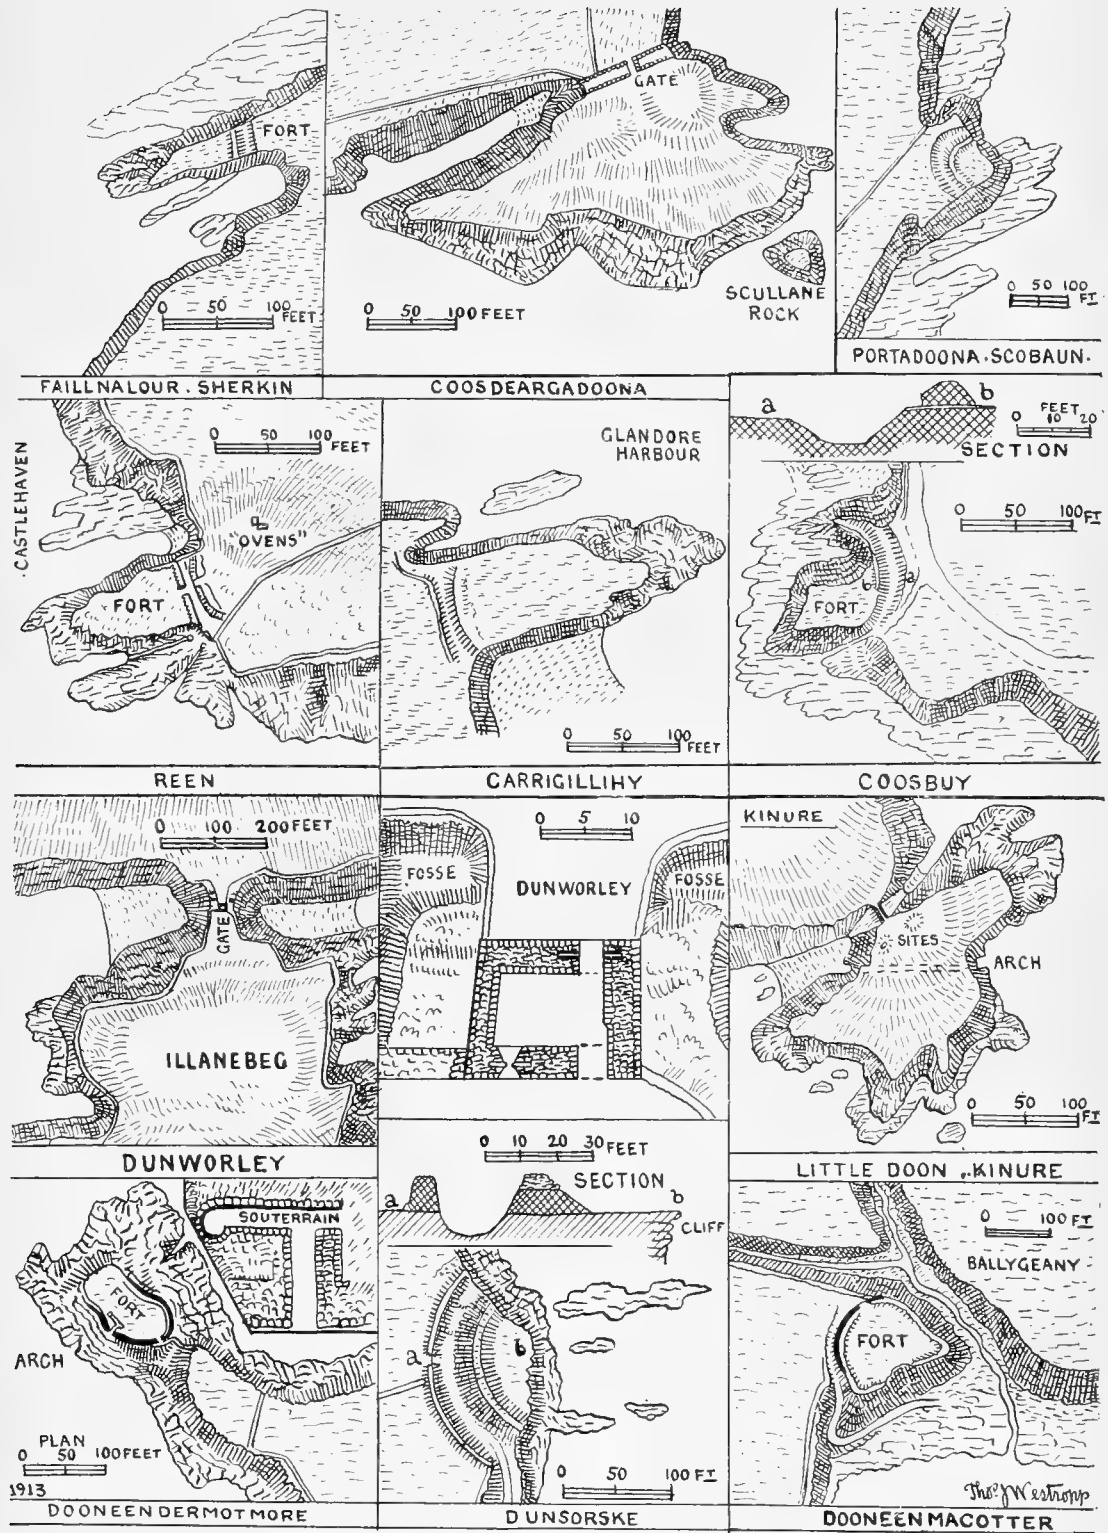 FORT
0 50 100
FEET
FAILLNALOUR . SHERKIN
GATE
0 100 FEET
SCULLANE
ROCK
COOSDEARGADOONA
0 50 100
FT
PORTADOONA . SCOBAUN .
. CASTLEHAVEN
0 50 100
FEET
"OVENS"
FORT
REEN
GLANDORE
HARBOUR
0 50 100
FEET
CARRIGILLIHY
a b
FEET
0 10 20
SECTION
0 50 100 FT
b a
FORT
COOSBUY
0 100 200 FEET
GATE
ILLANEBEG
DUNWORLEY
0 5 10
FOSSE
DUNWORLEY
FOSSE
KINURE
SITES
ARCH
0 50 100
FT
LITTLE DOON . KINURE
SOUTERRAIN
FORT
ARCH
PLAN
0 50 100 FEET
1913
DOONEENDERMOTMORE
0 10 20 30 FEET
SECTION
a b
CLIFF
a b
0 50 100 FT
DUNSORSKE
0 100 FT
BALLYGEANY
FORT
Thos J Westropp
DOONEENMACOTTER